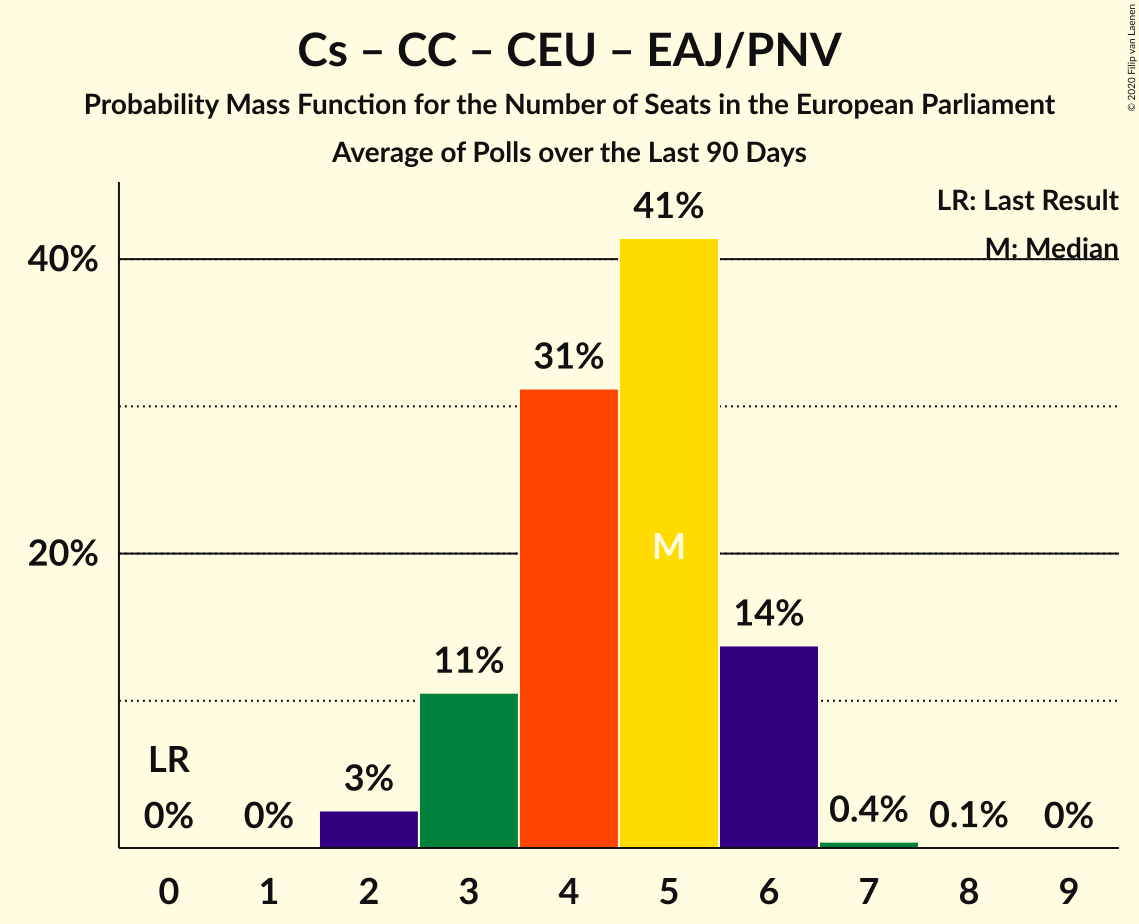 Cs – CC – CEU – EAJ/PNV
Probability Mass Function for the Number of Seats in the European Parliament
Average of Polls over the Last 90 Days
© 2020 Filip van Laenen
LR: Last Result
M: Median
40%
20%
LR
0%
0%
3%
11%
31%
41%
M
14%
0.4%
0.1%
0%
0 1 2 3 4 5 6 7 8 9